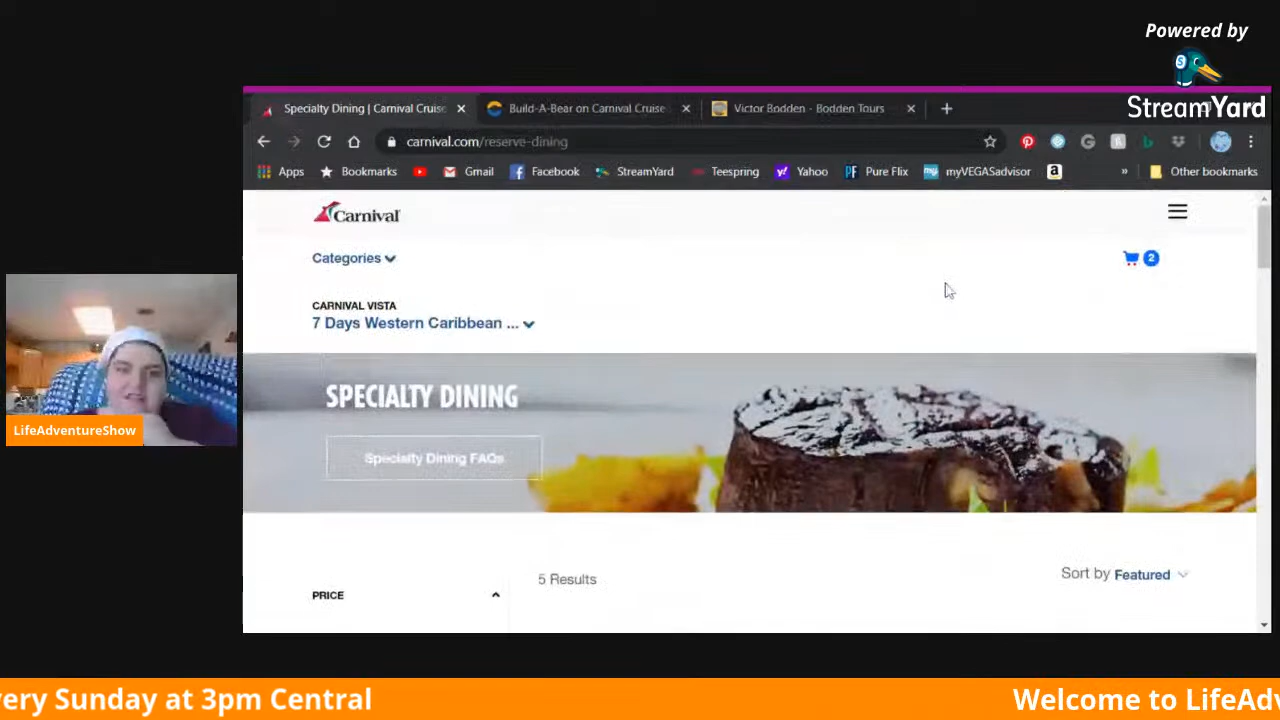 Powered by
StreamYard
Specialty Dining | Carnival Cruise
Build-A-Bear on Carnival Cruise
Victor Bodden - Bodden Tours
carnival.com/reserve-dining
Apps Bookmarks Gmail Facebook StreamYard Teespring Yahoo PF Pure Flix my myVEGASadvisor a » Other bookmarks
Carnival
Categories
2
CARNIVAL VISTA
7 Days Western Caribbean ...
SPECIALTY DINING
Specialty Dining FAQs
LifeAdventureShow
5 Results
Sort by Featured
PRICE
very Sunday at 3pm Central
Welcome to LifeAdv